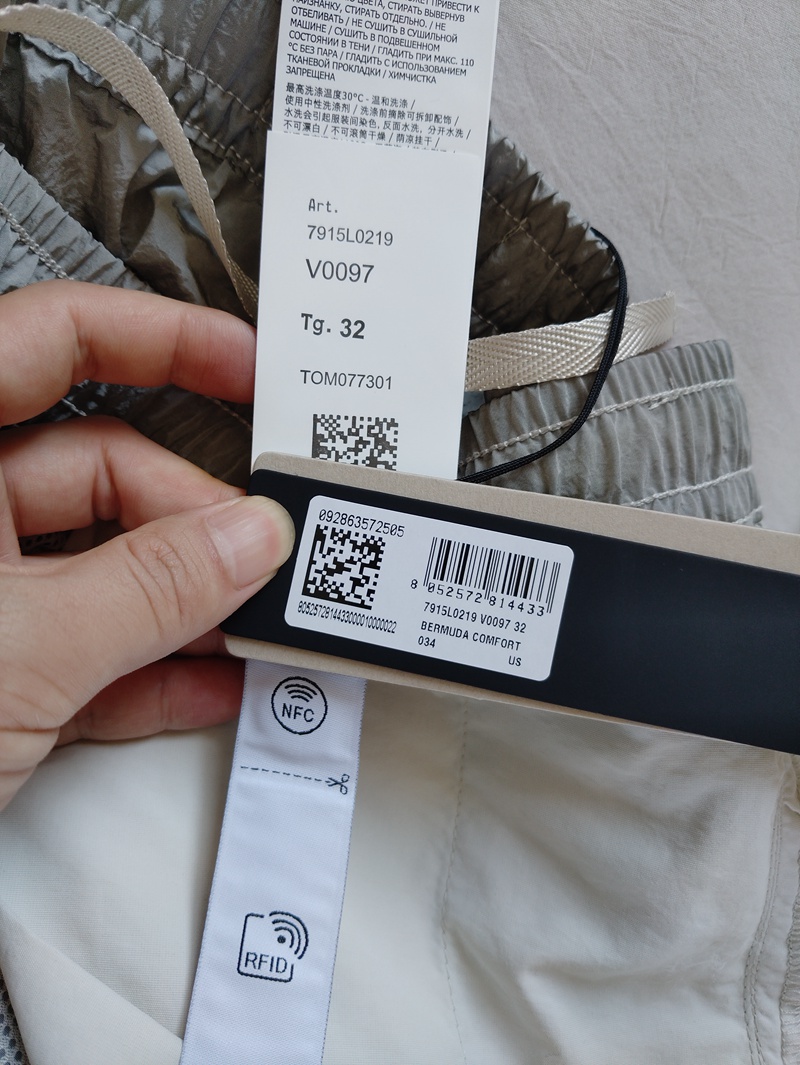 НАИЗНАНКУ, СТИРАТЬ ОТДЕЛЬНО. / НЕ
ОТБЕЛИВАТЬ / НЕ СУШИТЬ В СУШИЛЬНОЙ
МАШИНЕ / СУШИТЬ В ПОДВЕШЕННОМ
СОСТОЯНИИ В ТЕНИ / ГЛАДИТЬ ПРИ МАКС. 110
°C БЕЗ ПАРА / ГЛАДИТЬ С ИСПОЛЬЗОВАНИЕМ
ТКАНЕВОЙ ПРОКЛАДКИ / ХИМЧИСТКА
ЗАПРЕЩЕНА
最高洗涤温度30°C - 温和洗涤 /
使用中性洗涤剂 / 洗涤前摘除可拆卸配饰 /
水洗会引起服装间染色, 反面水洗, 分开水洗 /
不可漂白 / 不可滚筒干燥 / 荫凉挂干 /
Art.
7915L0219
V0097
Tg. 32
TOM077301
092863572505
8 052572 814433
8052572814433000010000022
7915L0219 V0097 32
BERMUDA COMFORT
034
US
NFC
RFID